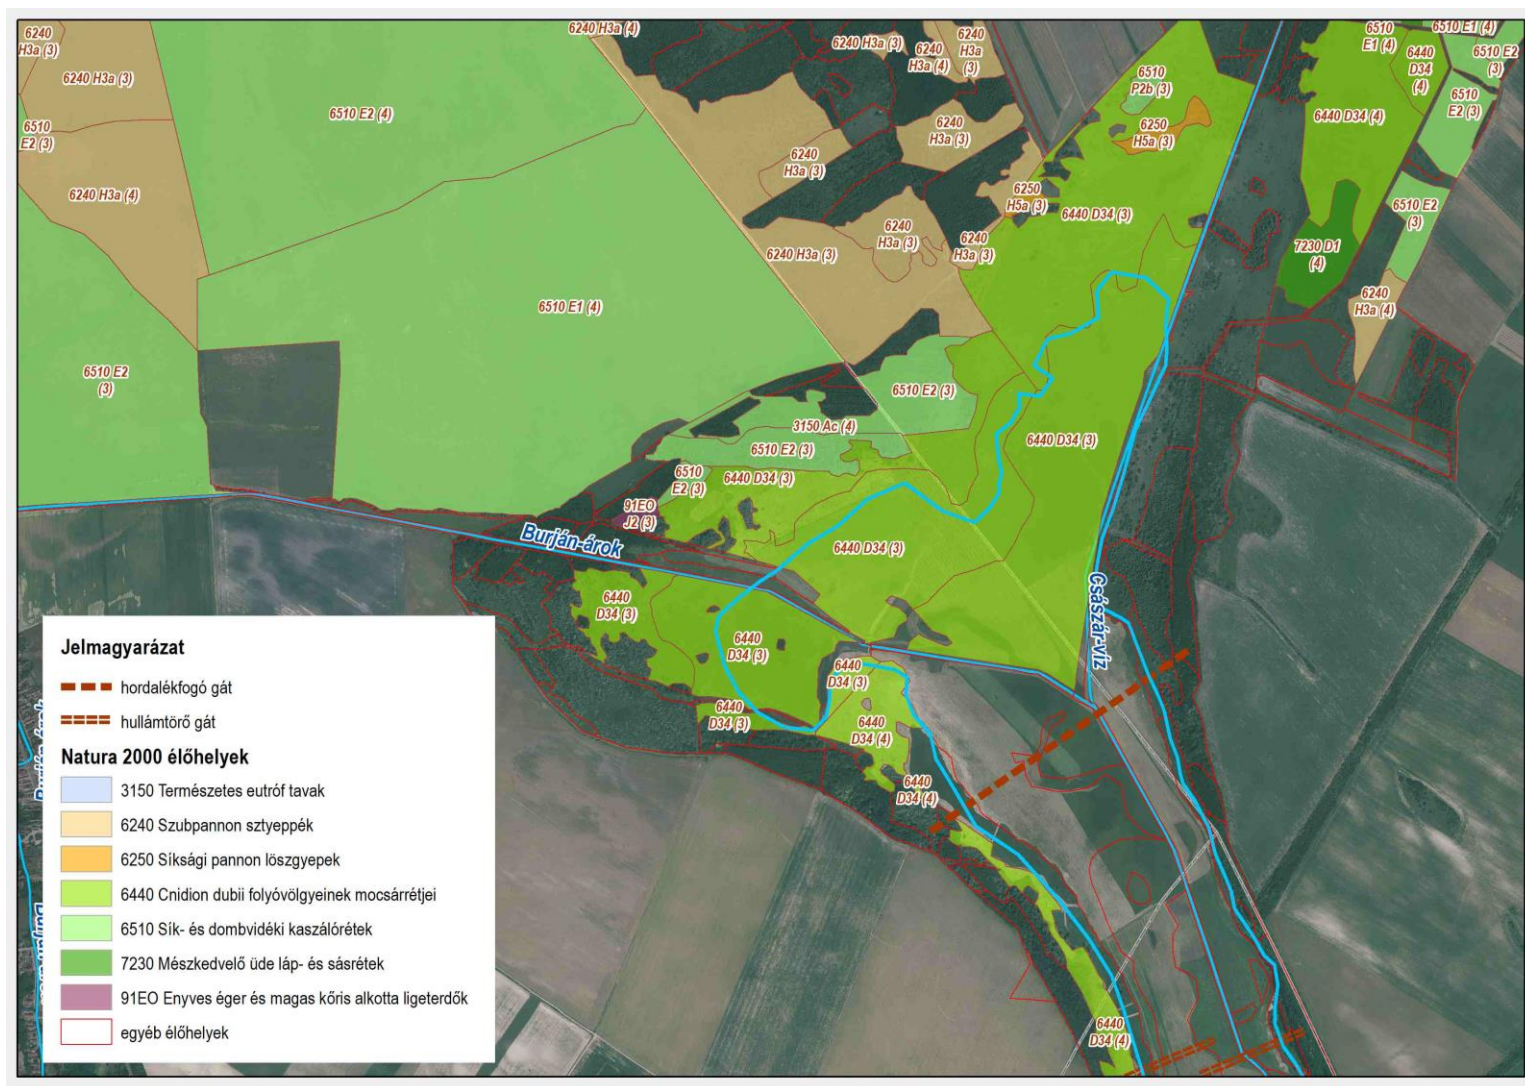 6240
H3a (3)
6240 H3a (3)
6510
E2 (3)
6240 H3a (4)
6510 E2
(3)
6510 E2 (4)
6510 E1 (4)
6240 H3a (4)
6240 H3a (3)
6240
H3a (4)
6240
H3a
(3)
6240
H3a (3)
6240
H3a (3)
6240
H3a (3)
6240 H3a (3)
6240
H3a (3)
6250
H5a (3)
6510
P2b (3)
6250
H5a (3)
6440 D34 (3)
6510
E1 (4)
6510 E1 (4)
6440
D34
(4)
6510 E2
(3)
6510
E2 (3)
6440 D34 (4)
6510 E2
(3)
7230 D1
(4)
6240
H3a (4)
6510 E2 (3)
3150 Ac (4)
6510 E2 (3)
6440 D34 (3)
6510
E2 (3)
6440 D34 (3)
91EO
J2 (3)
Burján-árok
6440 D34 (3)
Császár-víz
6440
D34 (3)
6440
D34 (3)
6440
D34 (3)
6440
D34 (3)
6440
D34 (4)
6440
D34 (4)
6440
D34 (4)
Jelmagyarázat
hordalékfogó gát
hullámtörő gát
Natura 2000 élőhelyek
3150 Természetes eutróf tavak
6240 Szubpannon sztyeppék
6250 Síksági pannon löszgyepek
6440 Cnidion dubii folyóvölgyeinek mocsárrétjei
6510 Sík- és dombvidéki kaszálórétek
7230 Mészkedvelő üde láp- és sásrétek
91EO Enyves éger és magas kőris alkotta ligeterdők
egyéb élőhelyek